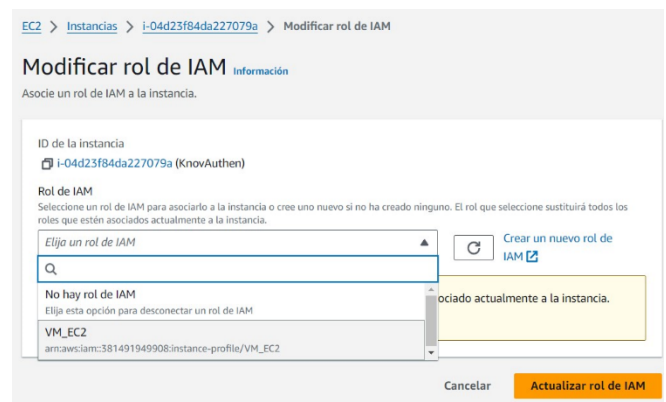 EC2 > Instancias > i-04d23f84da227079a > Modificar rol de IAM
Modificar rol de IAM Información
Asocie un rol de IAM a la instancia.
ID de la instancia
i-04d23f84da227079a (KnovAuthen)
Rol de IAM
Seleccione un rol de IAM para asociarlo a la instancia o cree uno nuevo si no ha creado ninguno. El rol que seleccione sustituirá todos los
roles que estén asociados actualmente a la instancia.
Elija un rol de IAM
Crear un nuevo rol de
IAM
No hay rol de IAM
Elija esta opción para desconectar un rol de IAM
ociado actualmente a la instancia.
VM_EC2
arn:aws:iam::381491949908:instance-profile/VM_EC2
Cancelar
Actualizar rol de IAM